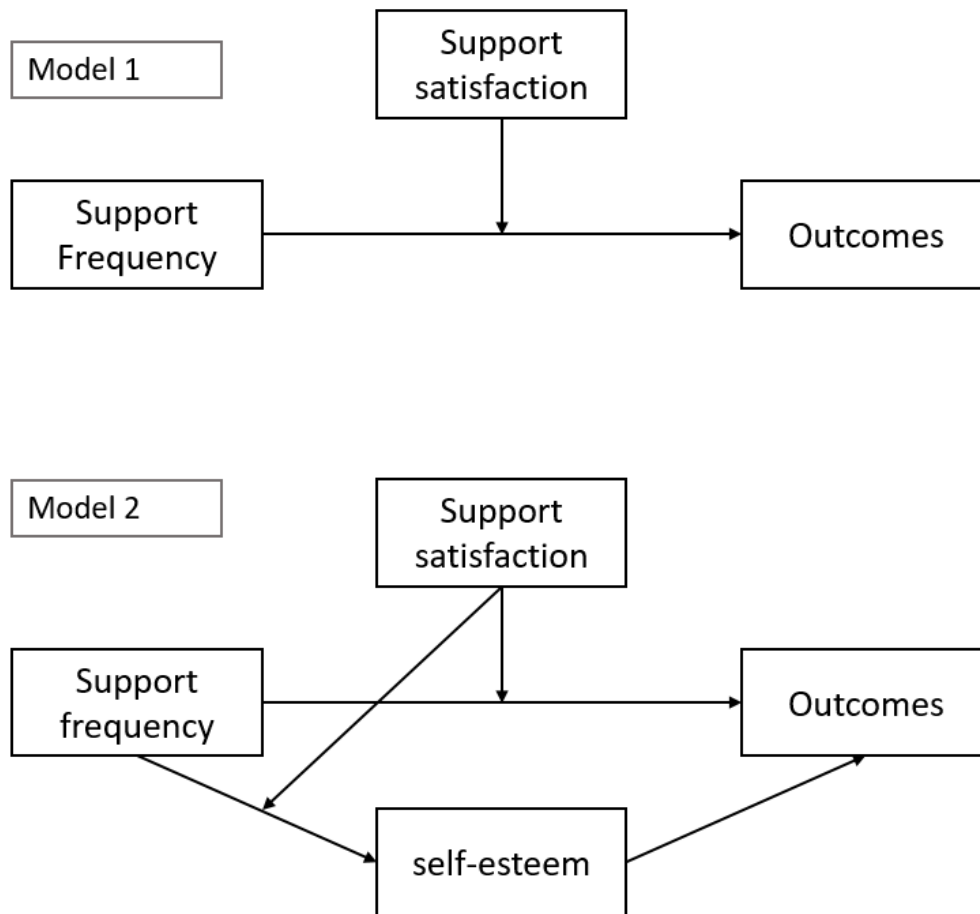 Model 1
Support
satisfaction
Support
Frequency
Outcomes
Model 2
Support
satisfaction
Support
frequency
Outcomes
self-esteem